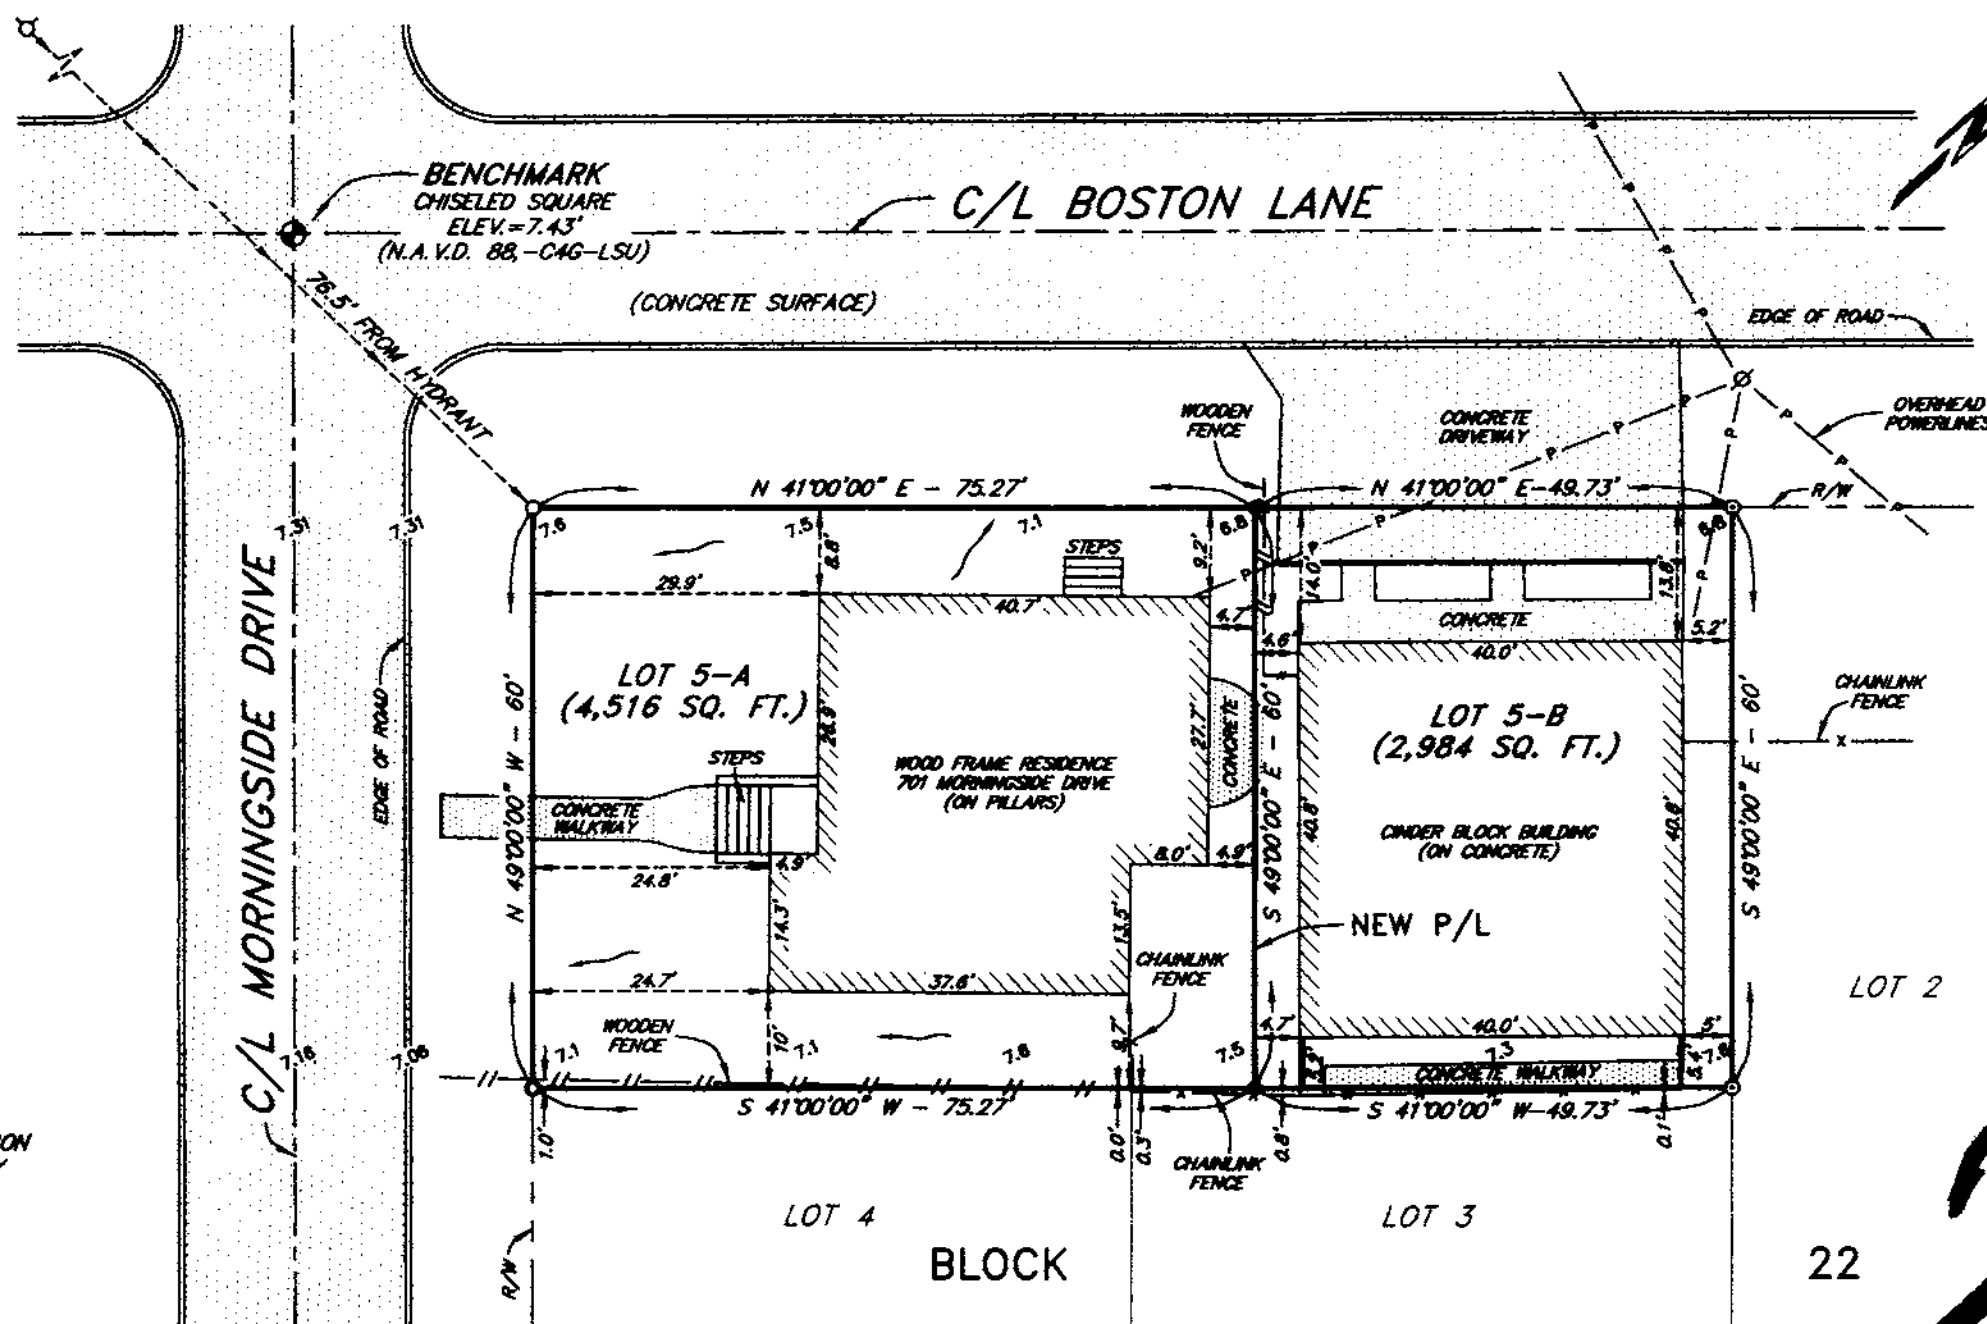 BENCHMARK
CHISELED SQUARE
ELEV.=7.43'
(N.A.V.D. 88,-C4G-LSU)
C/L BOSTON LANE
(CONCRETE SURFACE)
EDGE OF ROAD
76.5' FROM HYDRANT
WOODEN
FENCE
CONCRETE
DRIVEWAY
OVERHEAD
POWERLINES
P
P
P
P
P
P
P
P
P
P
P
P
P
P
N 41°00'00" E - 75.27'
N 41°00'00" E-49.73'
R/W
7.31
7.31
7.6
7.5
7.1
6.8
6.8
8.8'
9.2'
STEPS
14.0'
13.8'
29.9'
40.7'
4.7'
CONCRETE
5.2'
4.6'
40.0'
C/L MORNINGSIDE DRIVE
EDGE OF ROAD
N 49°00'00" W - 60'
LOT 5-A
(4,516 SQ. FT.)
27.7'
CONCRETE
S 49°00'00" E - 60'
LOT 5-B
(2,984 SQ. FT.)
S 49°00'00" E - 60'
CHAINLINK
FENCE
X
STEPS
WOOD FRAME RESIDENCE
701 MORNINGSIDE DRIVE
(ON PILLARS)
CONCRETE
WALKWAY
40.8'
CINDER BLOCK BUILDING
(ON CONCRETE)
40.8'
4.9'
8.0'
4.9'
24.8'
14.3'
13.5'
NEW P/L
CHAINLINK
FENCE
LOT 2
24.7'
37.6'
WOODEN
FENCE
10'
9.7'
4.7'
40.0'
5'
7.16
7.06
7.1
7.1
7.6
7.5
7.3
5.4'
CONCRETE WALKWAY
S 41°00'00" W - 75.27'
S 41°00'00" W-49.73'
1.0'
0.0'
0.3'
0.8'
0.1'
CHAINLINK
FENCE
ON
LOT 4
LOT 3
R/W
BLOCK
22